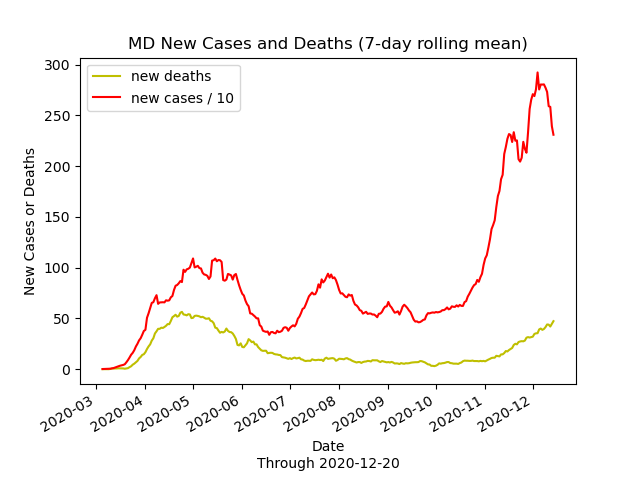 MD New Cases and Deaths (7-day rolling mean)
new deaths
new cases / 10
300
250
200
150
100
50
0
New Cases or Deaths
2020-03
2020-04
2020-05
2020-06
2020-07
2020-08
2020-09
2020-10
2020-11
2020-12
Date
Through 2020-12-20